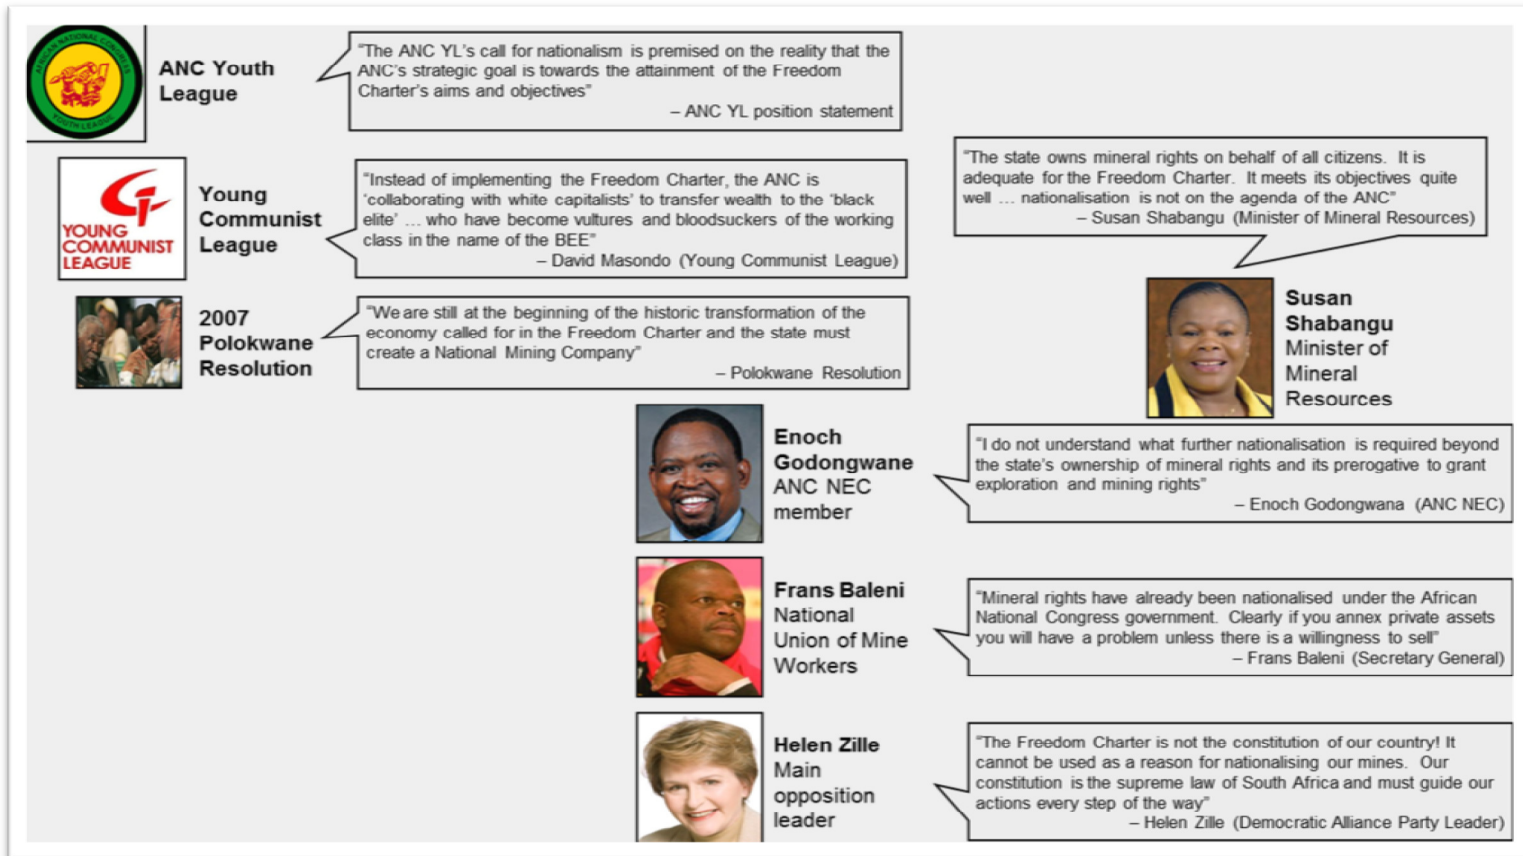 AFRICAN NATIONAL CONGRESS
YOUTH LEAGUE
ANC Youth
League
“The ANC YL’s call for nationalism is premised on the reality that the
ANC’s strategic goal is towards the attainment of the Freedom
Charter’s aims and objectives”
– ANC YL position statement
YOUNG
COMMUNIST
LEAGUE
Young
Communist
League
“Instead of implementing the Freedom Charter, the ANC is
‘collaborating with white capitalists’ to transfer wealth to the ‘black
elite’ … who have become vultures and bloodsuckers of the working
class in the name of the BEE”
– David Masondo (Young Communist League)
“The state owns mineral rights on behalf of all citizens. It is
adequate for the Freedom Charter. It meets its objectives quite
well … nationalisation is not on the agenda of the ANC”
– Susan Shabangu (Minister of Mineral Resources)
Susan
Shabangu
Minister of
Mineral
Resources
2007
Polokwane
Resolution
“We are still at the beginning of the historic transformation of the
economy called for in the Freedom Charter and the state must
create a National Mining Company”
– Polokwane Resolution
Enoch
Godongwane
ANC NEC
member
“I do not understand what further nationalisation is required beyond
the state’s ownership of mineral rights and its prerogative to grant
exploration and mining rights”
– Enoch Godongwana (ANC NEC)
Frans Baleni
National
Union of Mine
Workers
“Mineral rights have already been nationalised under the African
National Congress government. Clearly if you annex private assets
you will have a problem unless there is a willingness to sell”
– Frans Baleni (Secretary General)
Helen Zille
Main
opposition
leader
“The Freedom Charter is not the constitution of our country! It
cannot be used as a reason for nationalising our mines. Our
constitution is the supreme law of South Africa and must guide our
actions every step of the way”
– Helen Zille (Democratic Alliance Party Leader)